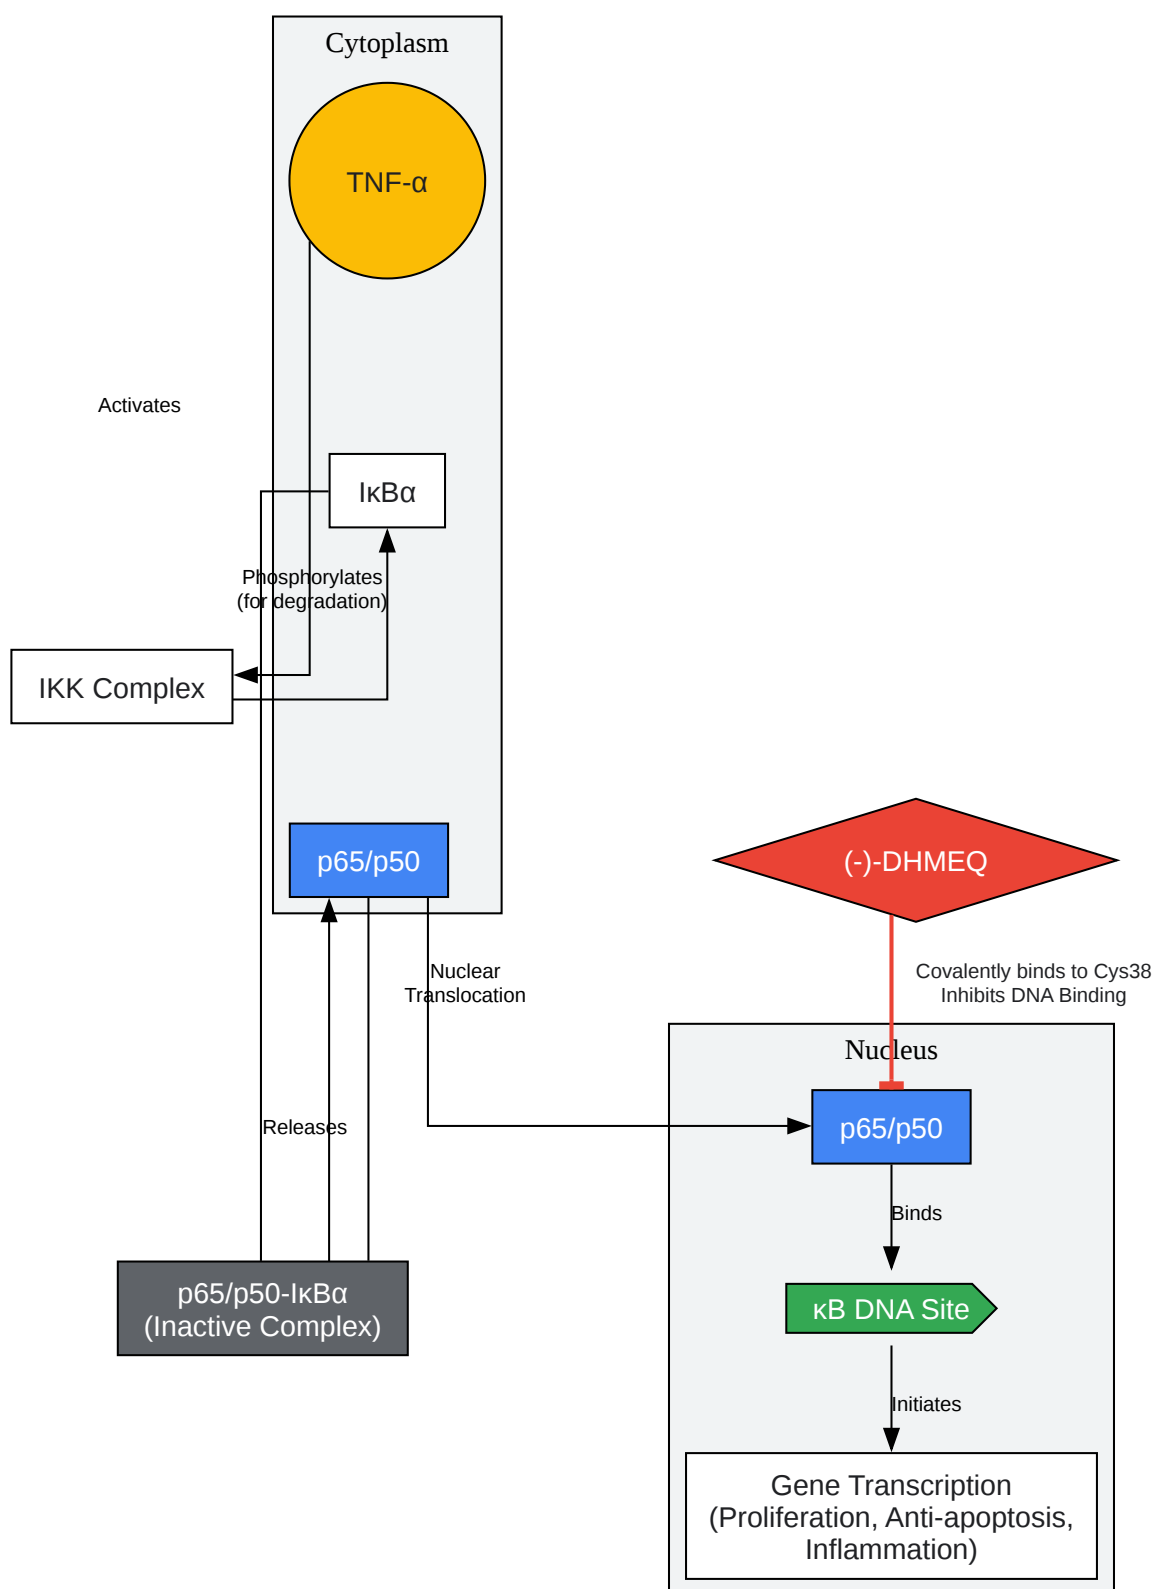 Cytoplasm
TNF-α
Activates
IκBα
Phosphorylates
(for degradation)
IKK Complex
p65/p50
(-)-DHMEQ
Nuclear
Translocation
Covalently binds to Cys38
Inhibits DNA Binding
Nucleus
Releases
p65/p50
Binds
p65/p50-IκBα
(Inactive Complex)
κB DNA Site
Initiates
Gene Transcription
(Proliferation, Anti-apoptosis,
Inflammation)